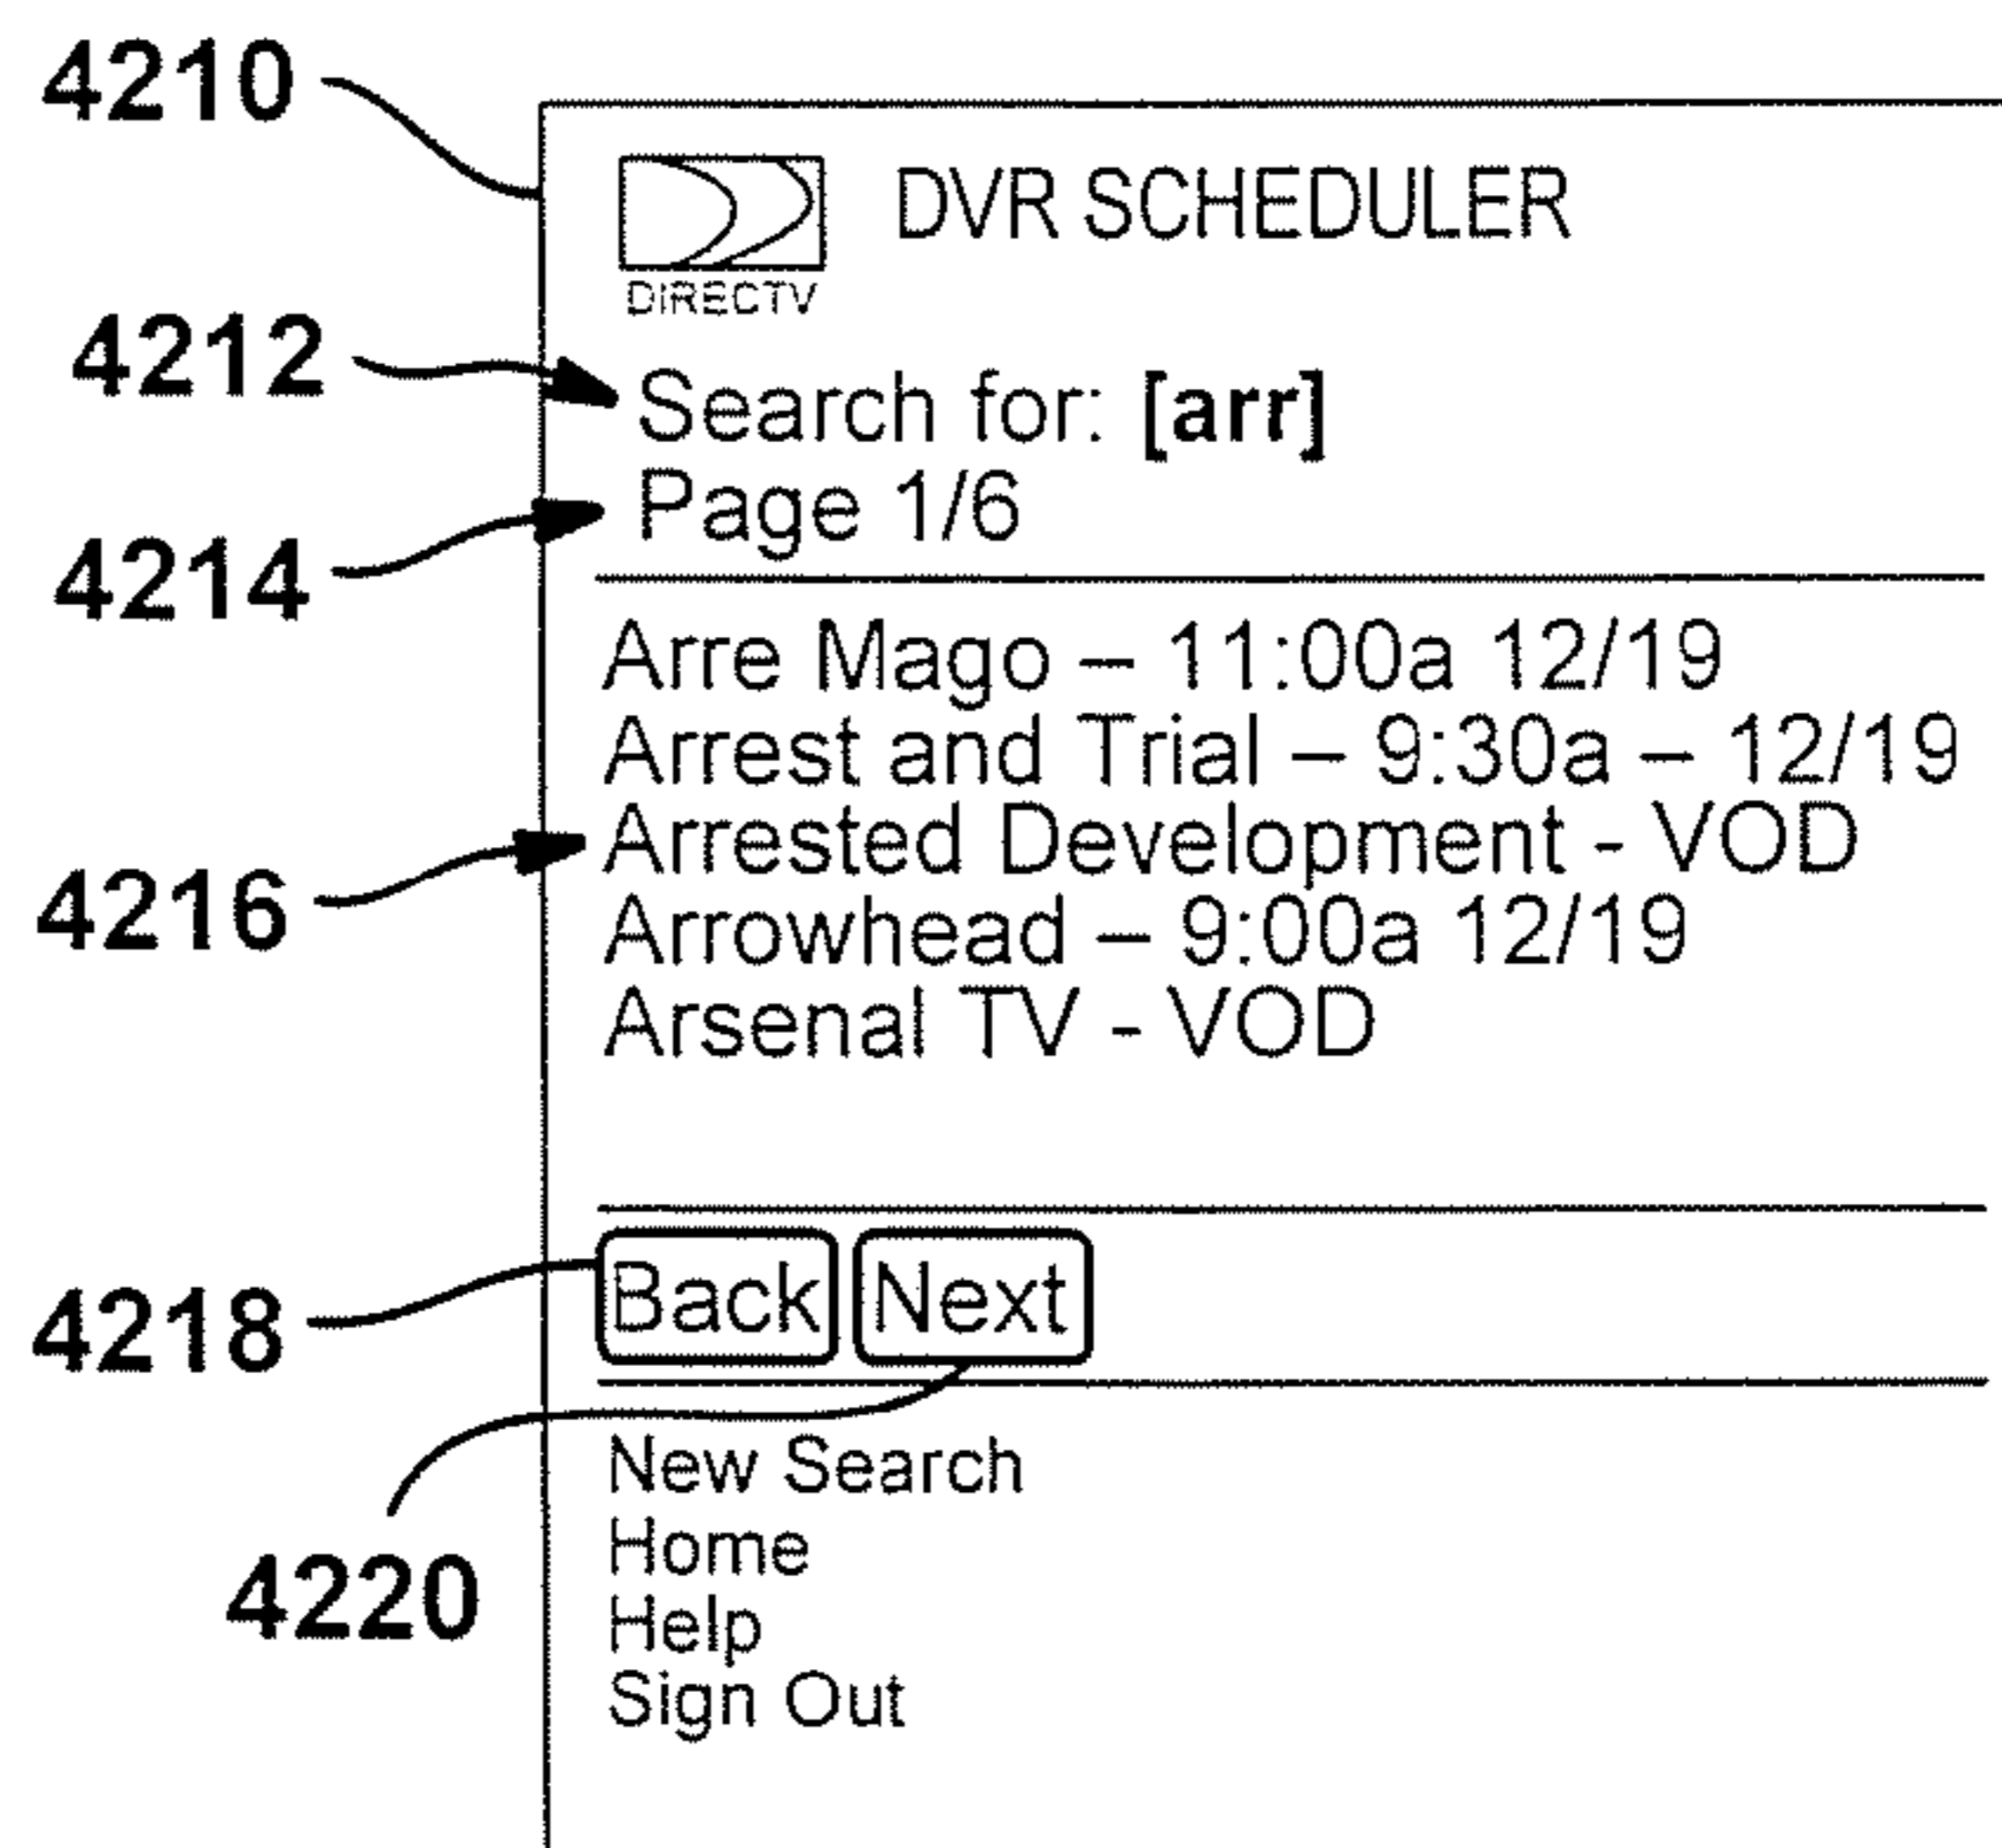 4210
DVR SCHEDULER
DIRECTV
4212
Search for: [arr]
4214
Page 1/6
Arre Mago – 11:00a 12/19
Arrest and Trial – 9:30a – 12/19
4216
Arrested Development - VOD
Arrowhead – 9:00a 12/19
Arsenal TV - VOD
4218
Back Next
4220
New Search
Home
Help
Sign Out